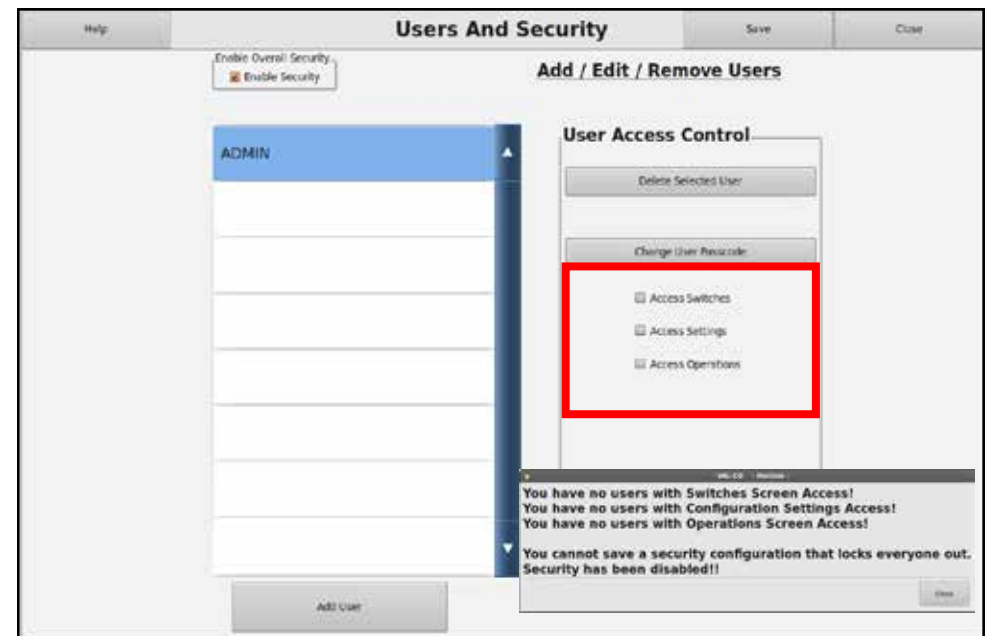 Help
Users And Security
Save
Close
Enable Overall Security
Enable Security
Add / Edit / Remove Users
ADMIN
User Access Control
Delete Selected User
Change User Passcode
Access Switches
Access Settings
Access Operations
You have no users with Switches Screen Access!
You have no users with Configuration Settings Access!
You have no users with Operations Screen Access!
You cannot save a security configuration that locks everyone out.
Security has been disabled!!
Close
Add User